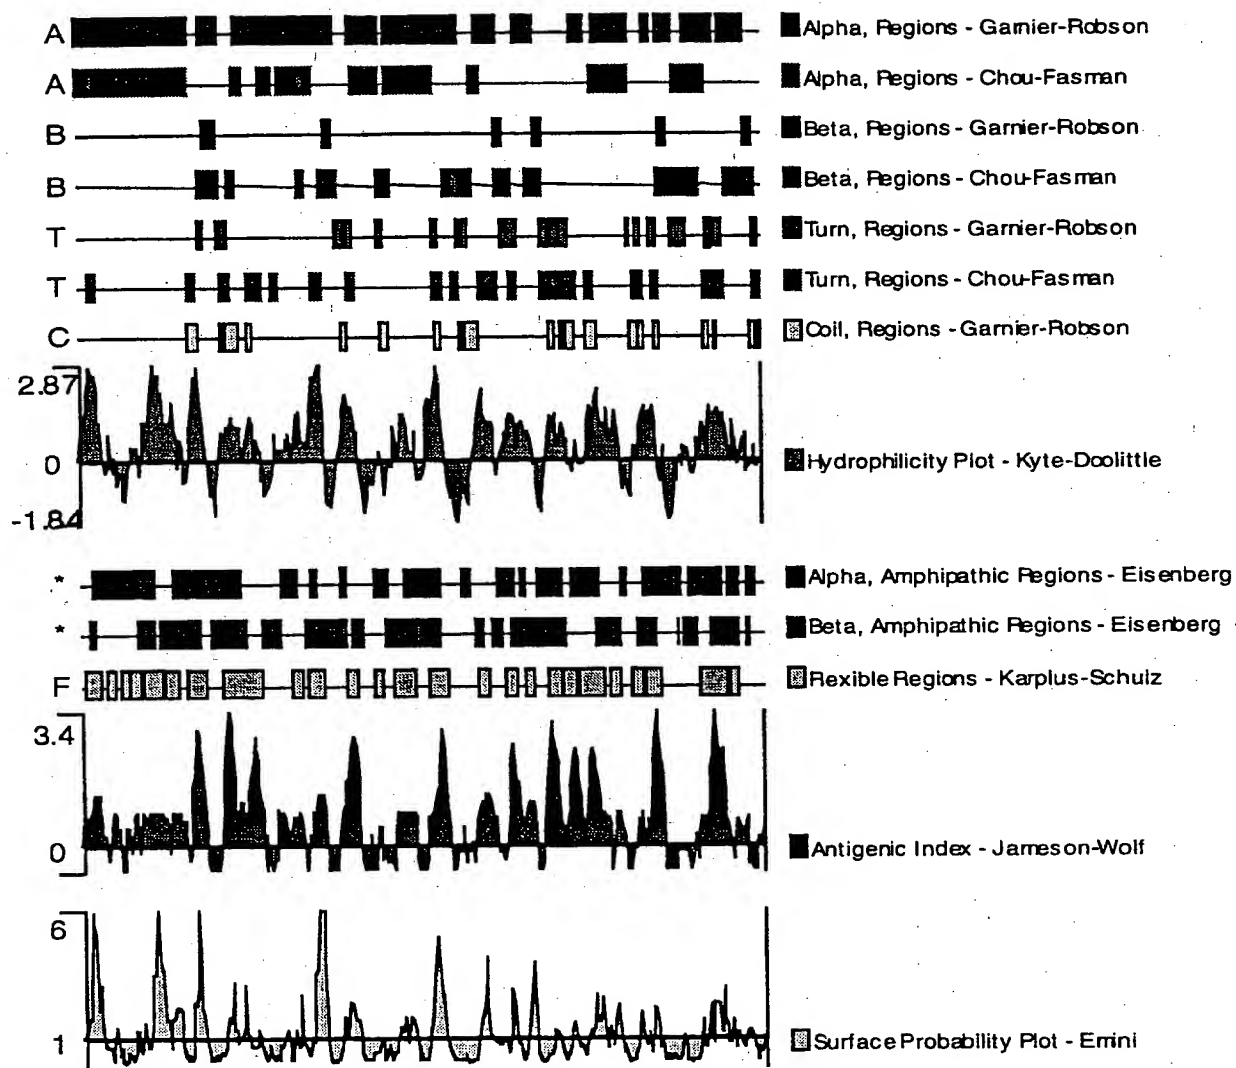 A Alpha, Regions - Garnier-Robson
A Alpha, Regions - Chou-Fasman
B Beta, Regions - Garnier-Robson
B Beta, Regions - Chou-Fasman
T Turn, Regions - Garnier-Robson
T Turn, Regions - Chou-Fasman
C Coil, Regions - Garnier-Robson
2.87
0 Hydrophilicity Plot - Kyte-Doolittle
-1.84
* Alpha, Amphipathic Regions - Eisenberg
* Beta, Amphipathic Regions - Eisenberg
F Rexible Regions - Karplus-Schulz
3.4
0 Antigenic Index - Jameson-Wolf
6
1 Surface Probability Plot - Emini